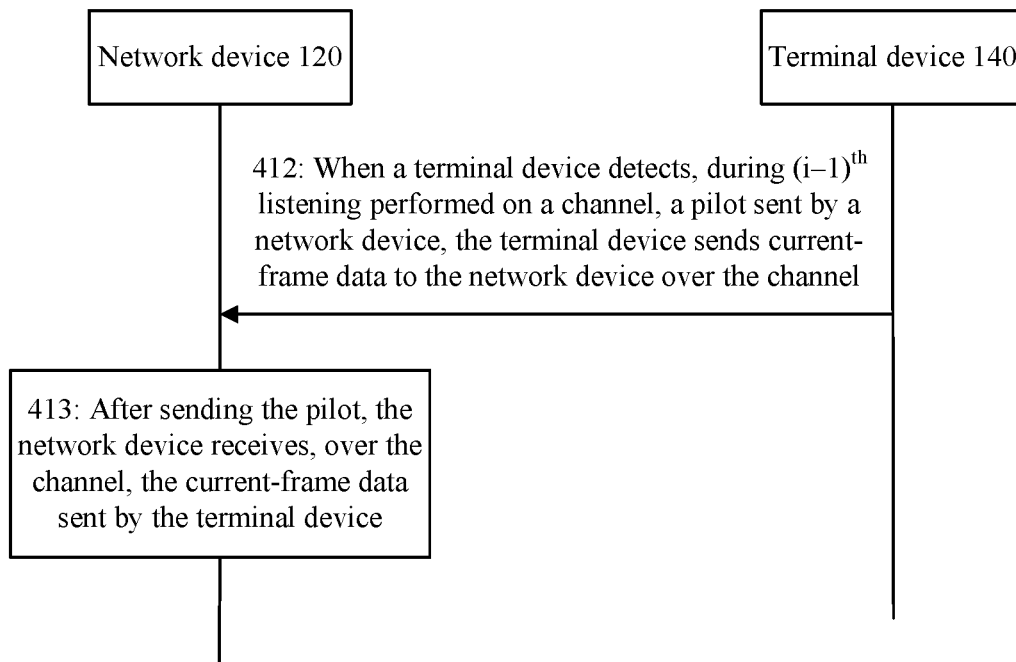 Network device 120
Terminal device 140
412: When a terminal device detects, during (i–1)th
listening performed on a channel, a pilot sent by a
network device, the terminal device sends current-
frame data to the network device over the channel
413: After sending the pilot, the
network device receives, over the
channel, the current-frame data
sent by the terminal device